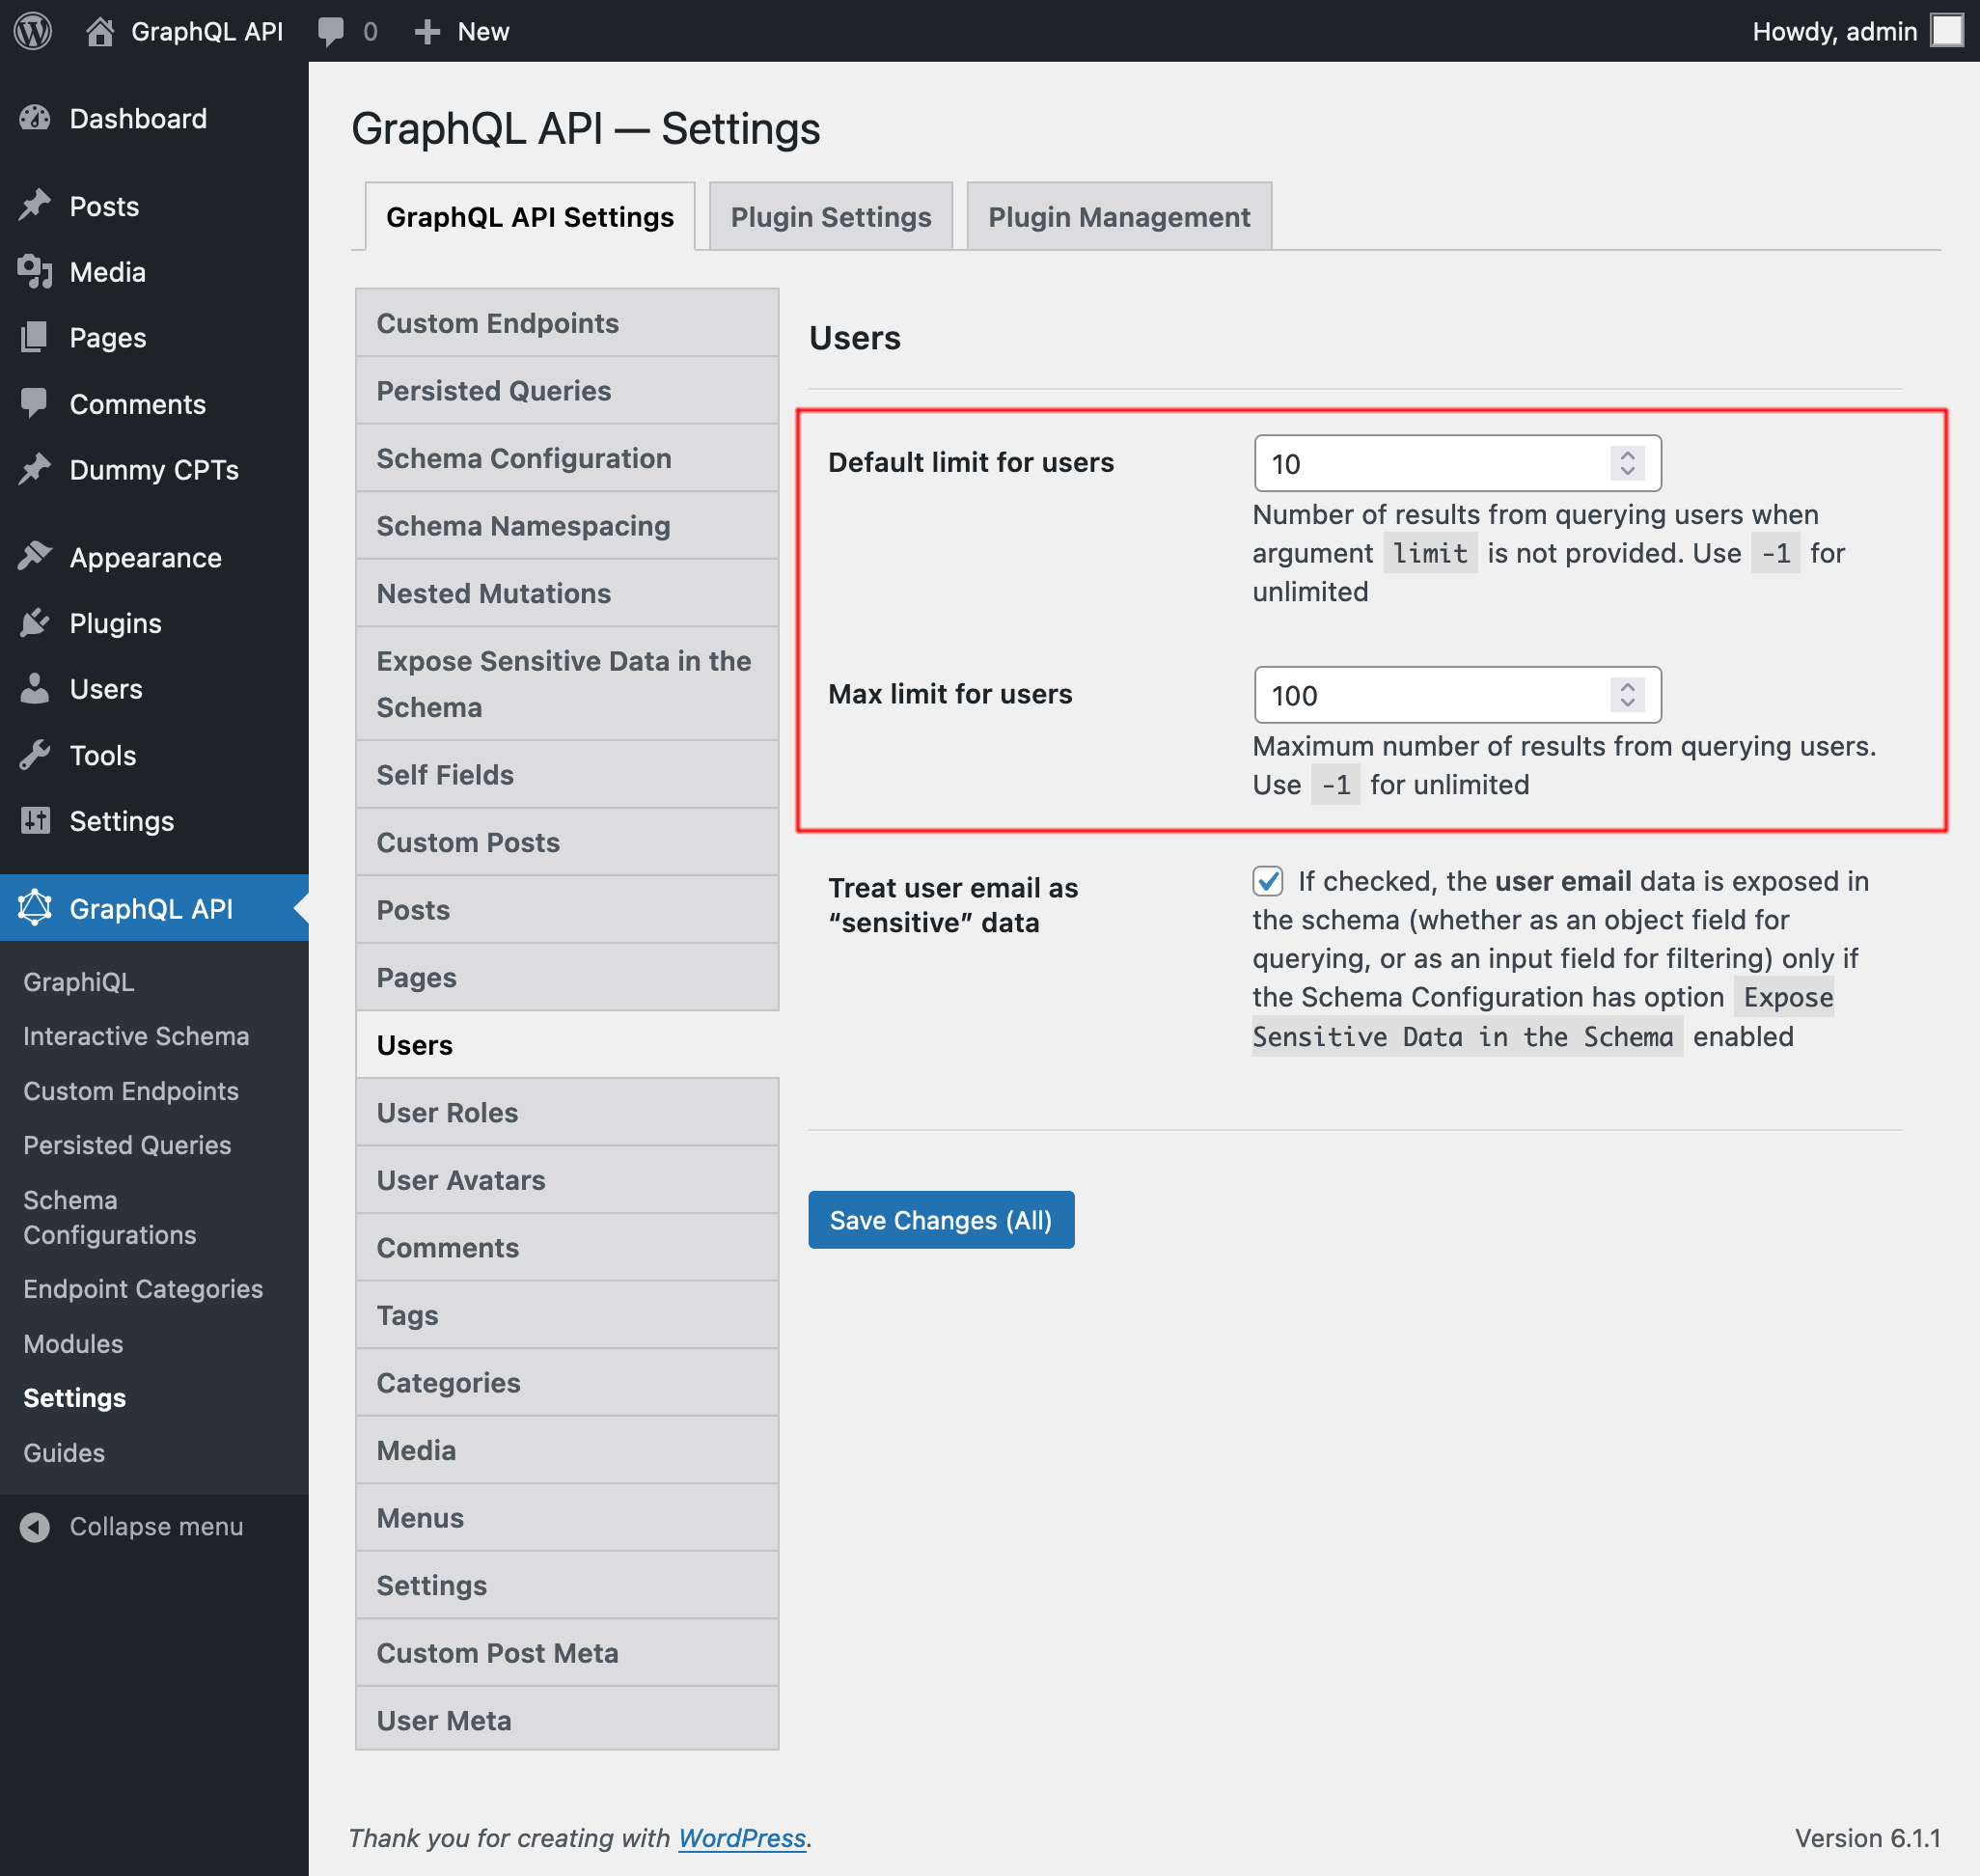 GraphQL API
0
New
Howdy, admin
Dashboard
Posts
Media
Pages
Comments
Dummy CPTs
Appearance
Plugins
Users
Tools
Settings
GraphQL API
GraphiQL
Interactive Schema
Custom Endpoints
Persisted Queries
Schema
Configurations
Endpoint Categories
Modules
Settings
Guides
Collapse menu
GraphQL API — Settings
GraphQL API Settings
Plugin Settings
Plugin Management
Custom Endpoints
Persisted Queries
Schema Configuration
Schema Namespacing
Nested Mutations
Expose Sensitive Data in the
Schema
Self Fields
Custom Posts
Posts
Pages
Users
User Roles
User Avatars
Comments
Tags
Categories
Media
Menus
Settings
Custom Post Meta
User Meta
Users
Default limit for users
10
Number of results from querying users when
argument limit is not provided. Use -1 for
unlimited
Max limit for users
100
Maximum number of results from querying users.
Use -1 for unlimited
Treat user email as
“sensitive” data
If checked, the user email data is exposed in
the schema (whether as an object field for
querying, or as an input field for filtering) only if
the Schema Configuration has option Expose
Sensitive Data in the Schema enabled
Save Changes (All)
Thank you for creating with WordPress.
Version 6.1.1